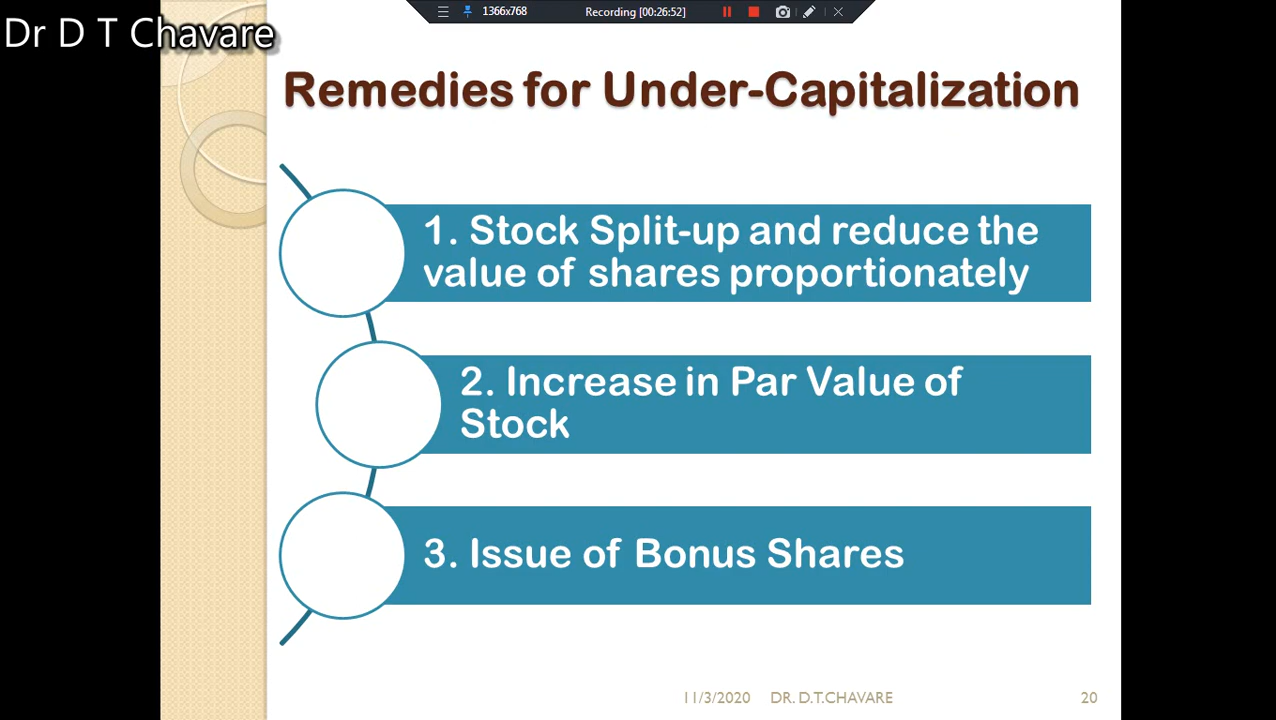 1366x768
Recording [00:26:52]
Dr D T Chavare
Remedies for Under-Capitalization
1. Stock Split-up and reduce the
value of shares proportionately
2. Increase in Par Value of
Stock
3. Issue of Bonus Shares
11/3/2020 DR. D.T.CHAVARE 20